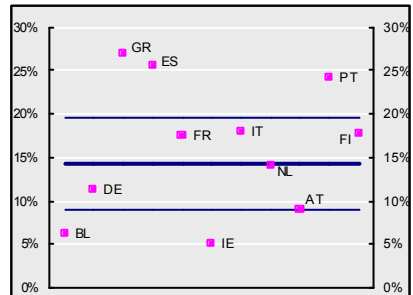 30% 30%
GR
ES
25% 25%
PT
20% 20%
FR IT FI
15% 15%
NL
DE
10% AT 10%
BL
5% IE 5%
0% 0%